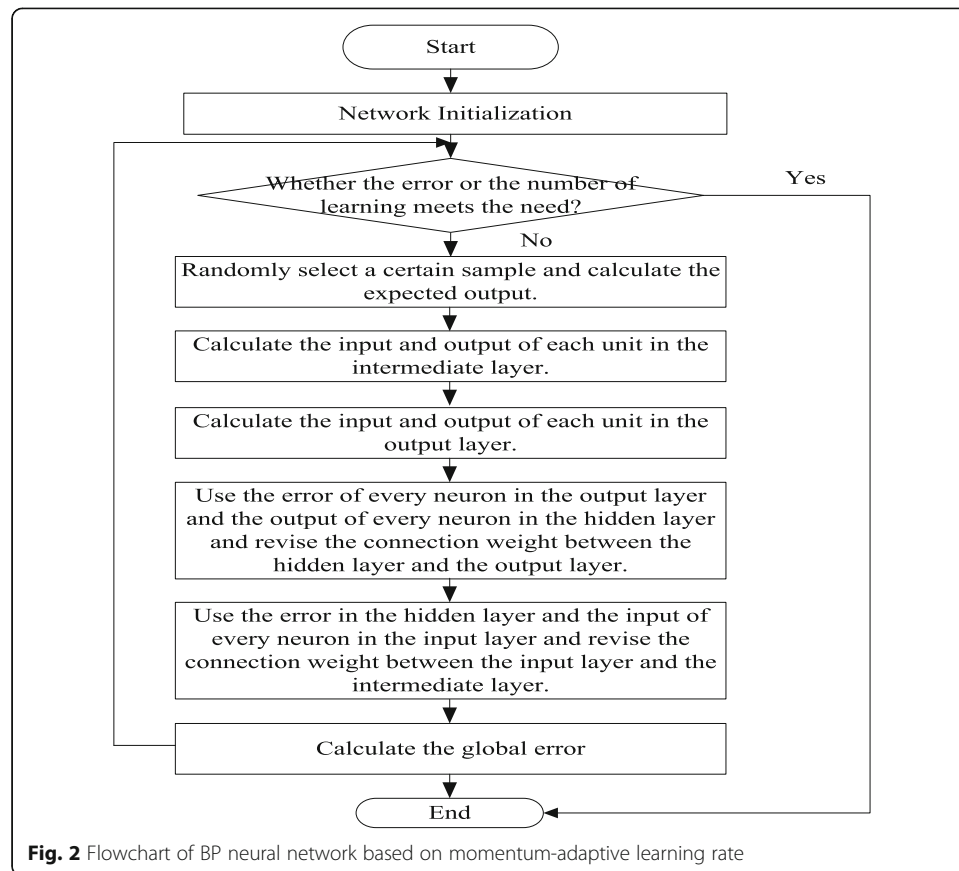 Start
Network Initialization
Whether the error or the number of
learning meets the need?
Yes
No
Randomly select a certain sample and calculate the
expected output.
Calculate the input and output of each unit in the
intermediate layer.
Calculate the input and output of each unit in the
output layer.
Use the error of every neuron in the output layer
and the output of every neuron in the hidden layer
and revise the connection weight between the
hidden layer and the output layer.
Use the error in the hidden layer and the input of
every neuron in the input layer and revise the
connection weight between the input layer and the
intermediate layer.
Calculate the global error
End
Fig. 2 Flowchart of BP neural network based on momentum-adaptive learning rate